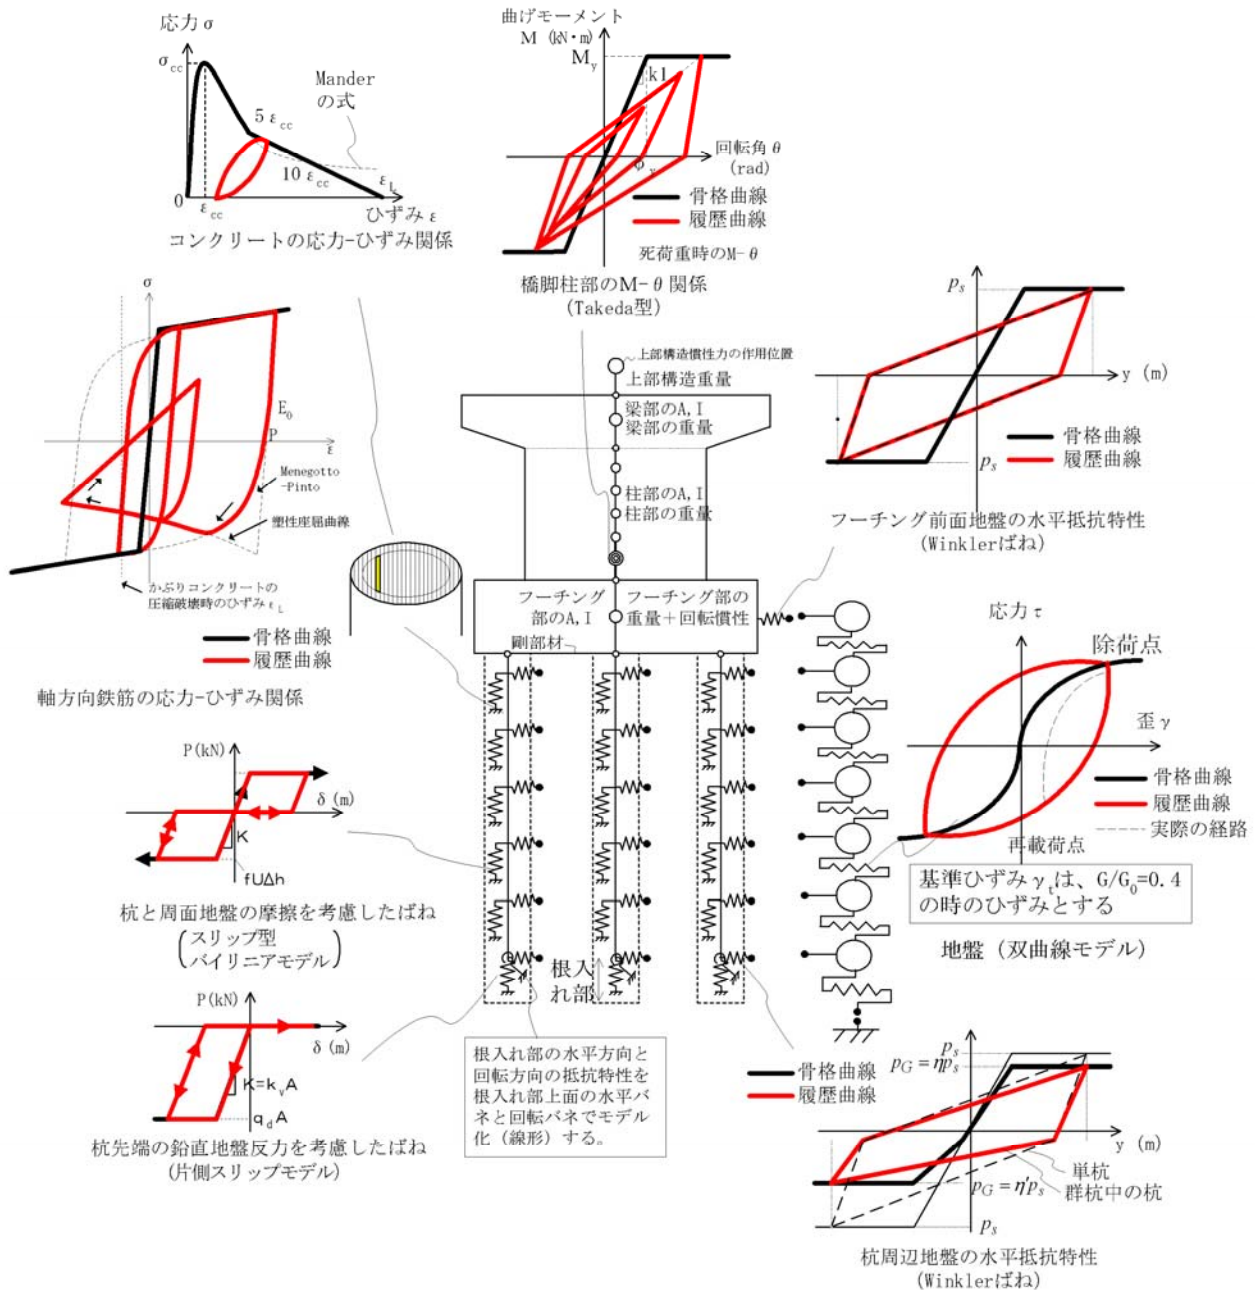 応力σ
σcc
Mander
の式
5εcc
10εcc
εL
0
εcc
ひずみε
コンクリートの応力-ひずみ関係
曲げモーメント
M (kN・m)
My
k1
回転角θ
(rad)
骨格曲線
履歴曲線
死荷重時のM-θ
橋脚柱部のM-θ関係
(Takeda型)
ps
y (m)
骨格曲線
履歴曲線
ps
フーチング前面地盤の水平抵抗特性
(Winklerばね)
σ
E0
P
ε
Menegotto
-Pinto
塑性座屈曲線
かぶりコンクリートの
圧縮破壊時のひずみεL
骨格曲線
履歴曲線
軸方向鉄筋の応力-ひずみ関係
上部構造慣性力の作用位置
上部構造重量
梁部のA,I
梁部の重量
柱部のA,I
柱部の重量
フーチング
部のA,I
フーチング部の
重量+回転慣性
剛部材
根入
れ部
応力τ
除荷点
歪γ
骨格曲線
履歴曲線
実際の経路
再載荷点
基準ひずみγtは、G/G0=0.4
の時のひずみとする
地盤(双曲線モデル)
P(kN)
δ(m)
K
fUΔh
杭と周面地盤の摩擦を考慮したばね
(スリップ型
バイリニアモデル)
P(kN)
δ(m)
K=kvA
qdA
杭先端の鉛直地盤反力を考慮したばね
(片側スリップモデル)
根入れ部の水平方向と
回転方向の抵抗特性を
根入れ部上面の水平バ
ネと回転バネでモデル
化(線形)する。
骨格曲線
履歴曲線
ps
pG=ηps
y (m)
単杭
群杭中の杭
pG=η'ps
ps
杭周辺地盤の水平抵抗特性
(Winklerばね)